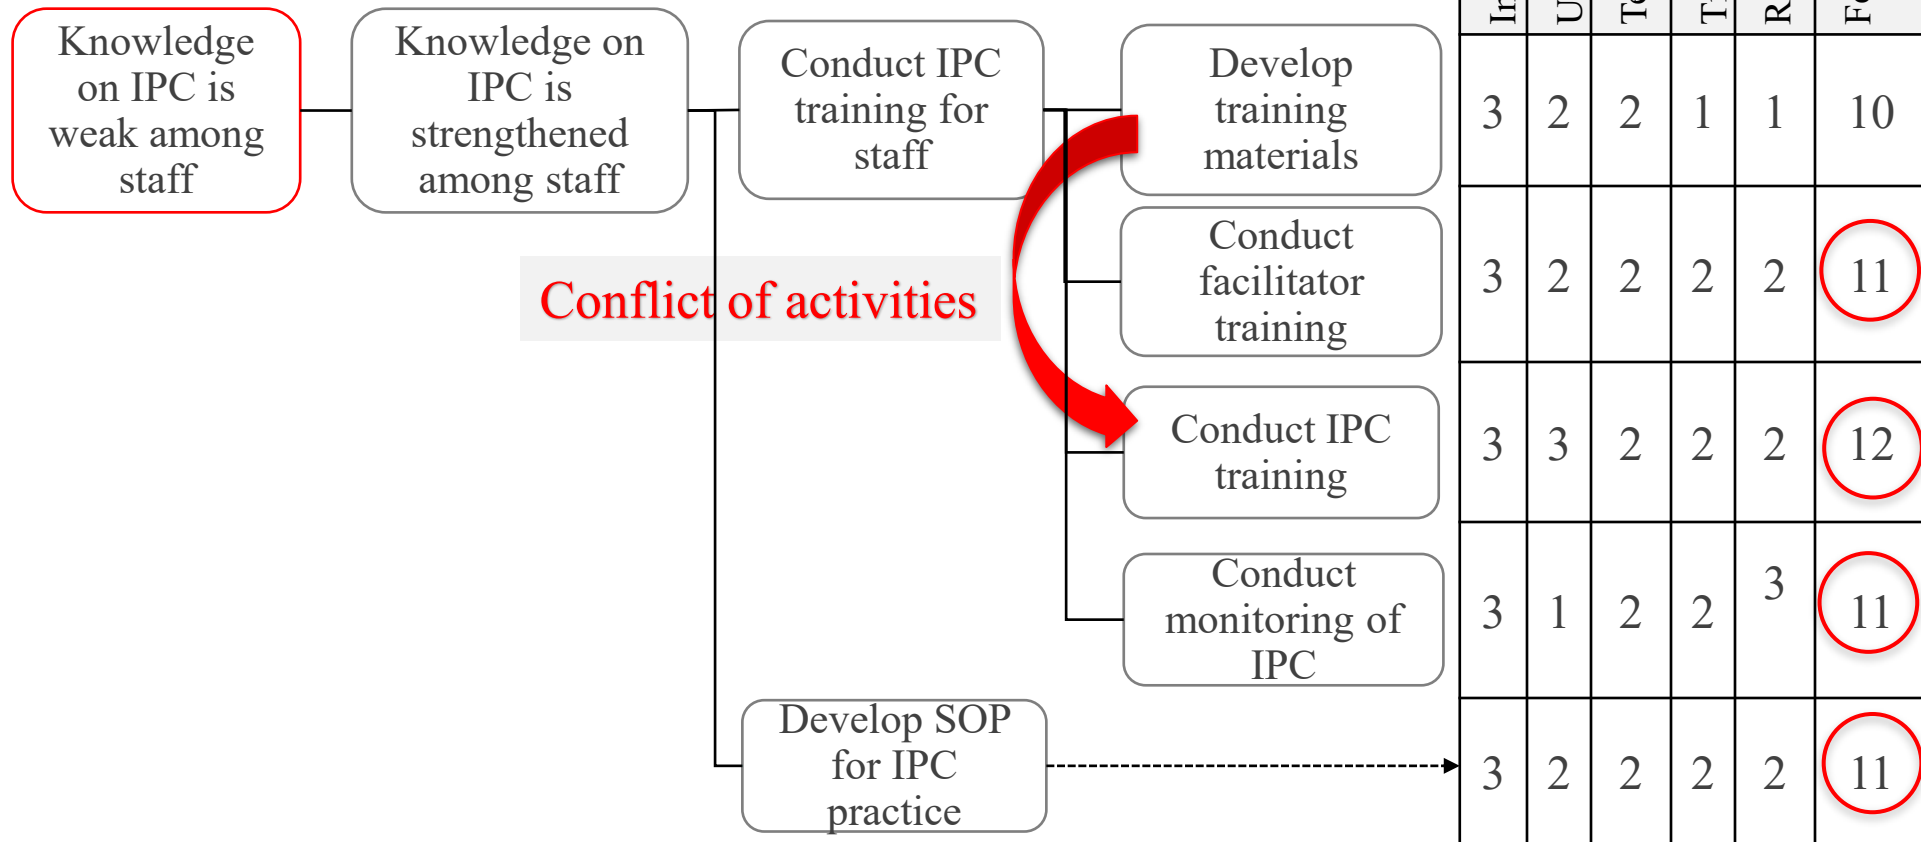 Knowledge
on IPC is
weak among
staff
Knowledge on
IPC is
strengthened
among staff
Conduct IPC
training for
staff
Develop
training
materials
3 2 2 1 1 10
Conduct
facilitator
training
3 2 2 2 2 11
Conflict of activities
Conduct IPC
training
3 3 2 2 2 12
Conduct
monitoring of
IPC
3 1 2 2 3 11
Develop SOP
for IPC
practice
3 2 2 2 2 11